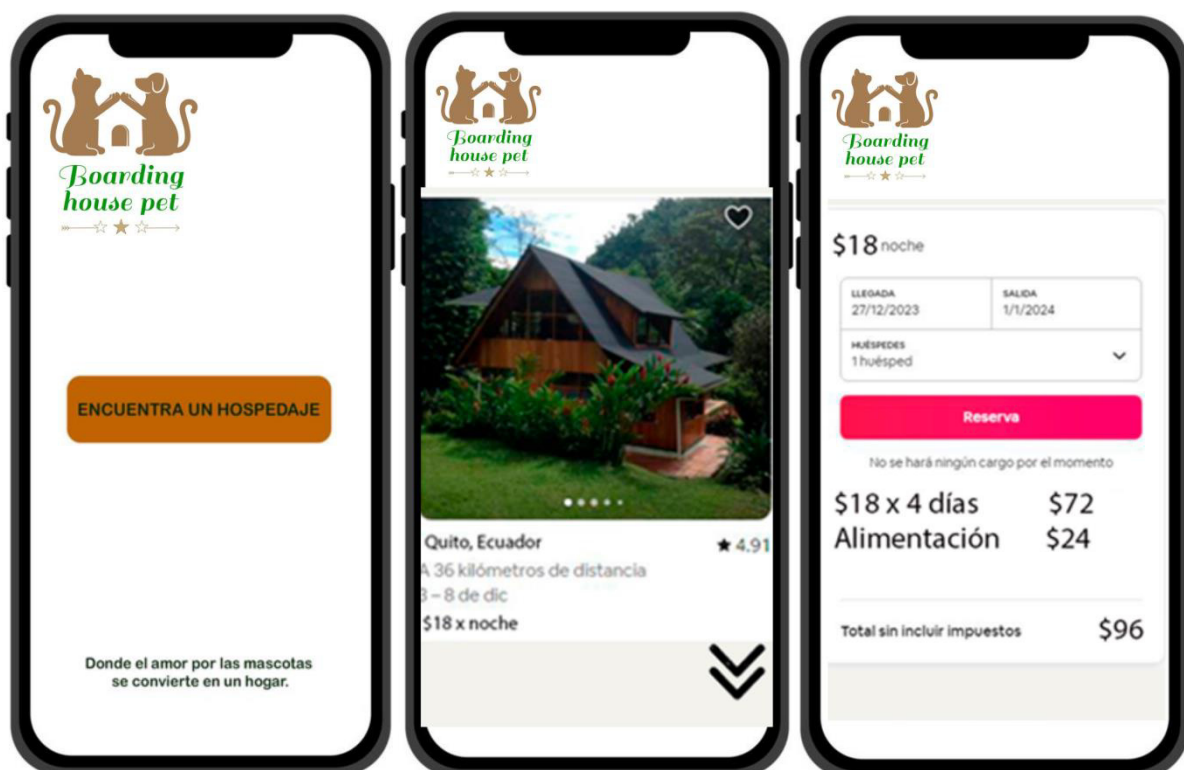 Boarding
house pet
ENCUENTRA UN HOSPEDAJE
Donde el amor por las mascotas
se convierte en un hogar.
Boarding
house pet
Quito, Ecuador
★ 4.91
A 36 kilómetros de distancia
3 – 8 de dic
$18 x noche
Boarding
house pet
$18 noche
LLEGADA
27/12/2023
SALIDA
1/1/2024
HUÉSPEDES
1 huésped
Reserva
No se hará ningún cargo por el momento
$18 x 4 días $72
Alimentación $24
Total sin incluir impuestos $96